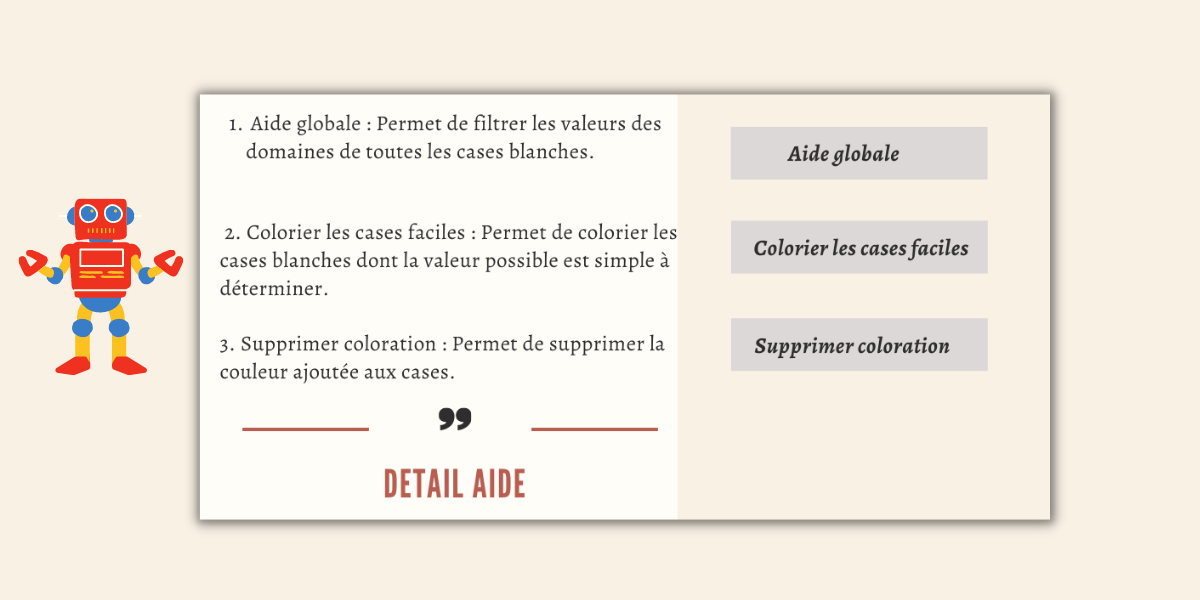 1. Aide globale : Permet de filtrer les valeurs des
domaines de toutes les cases blanches.
2. Colorier les cases faciles : Permet de colorier les
cases blanches dont la valeur possible est simple à
déterminer.
3. Supprimer coloration : Permet de supprimer la
couleur ajoutée aux cases.
”
DETAIL AIDE
Aide globale
Colorier les cases faciles
Supprimer coloration